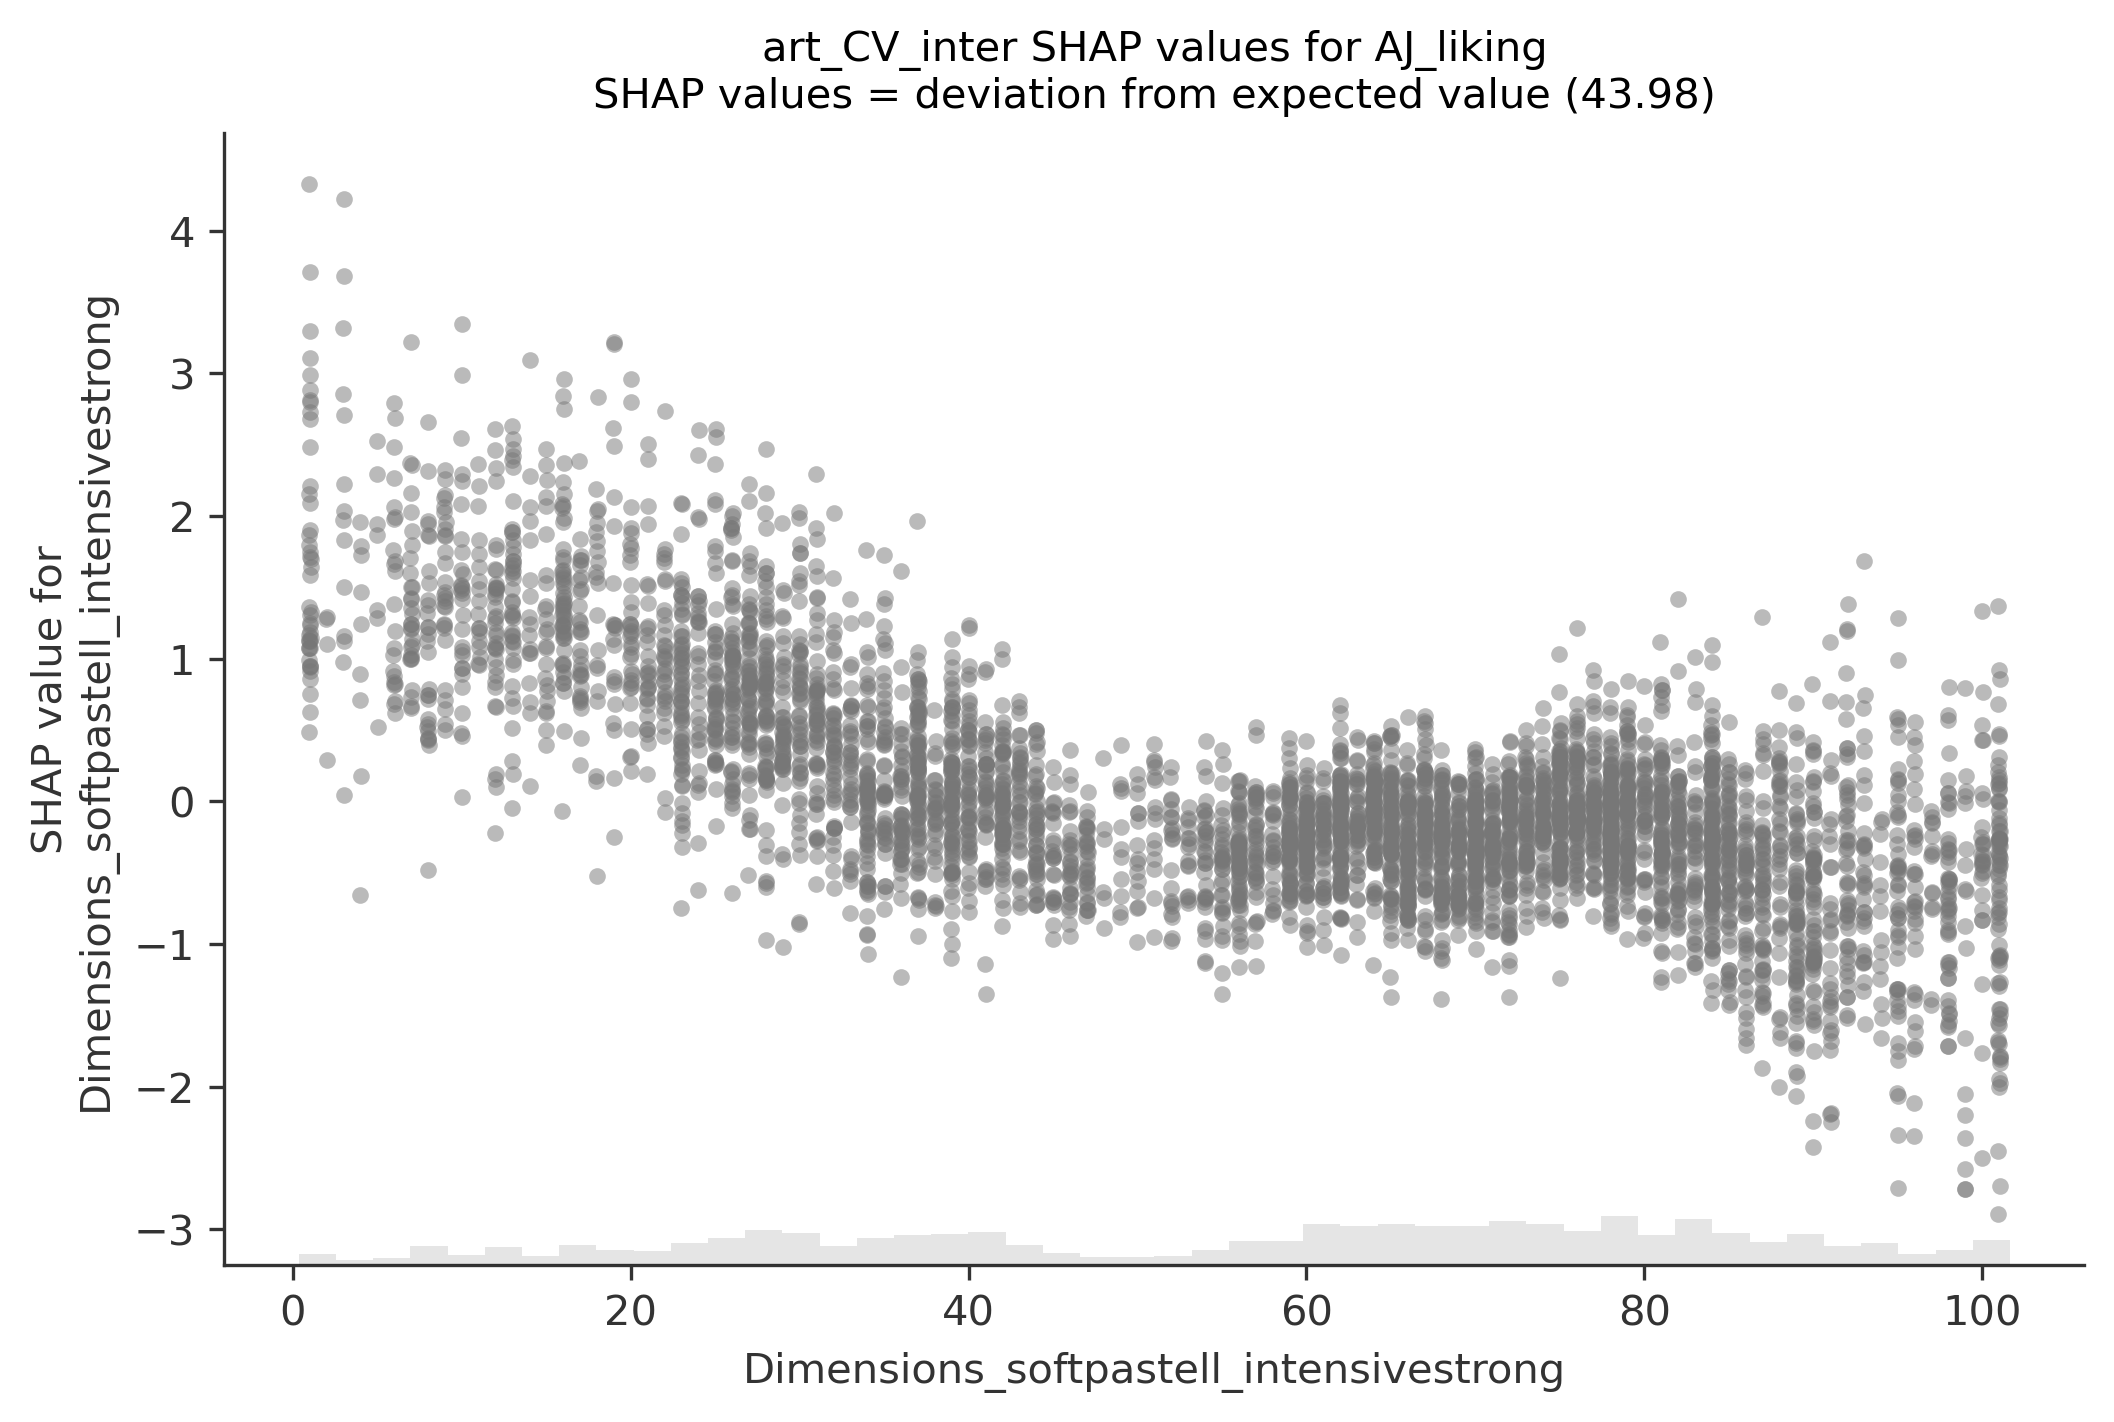 art_CV_inter SHAP values for AJ_liking
SHAP values = deviation from expected value (43.98)
SHAP value for
Dimensions_softpastell_intensivestrong
4
3
2
1
0
−1
−2
−3
0
20
40
60
80
100
Dimensions_softpastell_intensivestrong